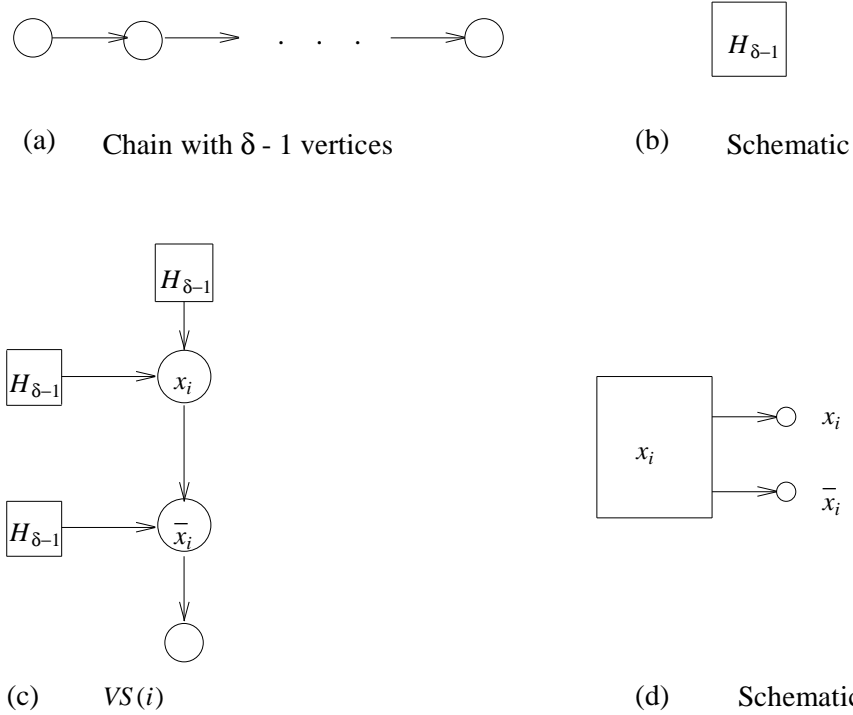 . . .
H_{δ−1}
(a) Chain with δ - 1 vertices
(b) Schematic
H_{δ−1}
H_{δ−1}
x_i
H_{δ−1}
x̄_i
x_i
x_i
x̄_i
(c) VS(i)
(d) Schematic